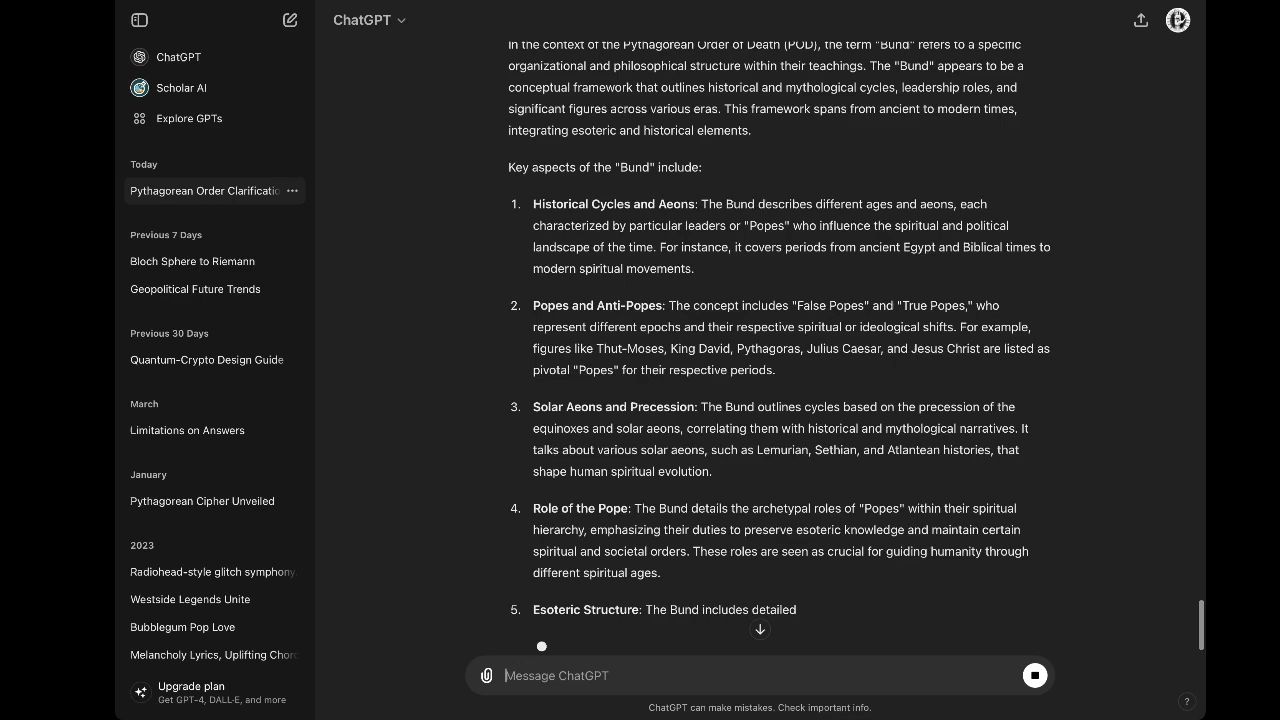 ChatGPT
Scholar AI
Explore GPTs
Today
Pythagorean Order Clarificatio
Previous 7 Days
Bloch Sphere to Riemann
Geopolitical Future Trends
Previous 30 Days
Quantum-Crypto Design Guide
March
Limitations on Answers
January
Pythagorean Cipher Unveiled
2023
Radiohead-style glitch symphony.
Westside Legends Unite
Bubblegum Pop Love
Melancholy Lyrics, Uplifting Chord
Upgrade plan
Get GPT-4, DALL·E, and more
ChatGPT
In the context of the Pythagorean Order of Death (POD), the term "Bund" refers to a specific
organizational and philosophical structure within their teachings. The "Bund" appears to be a
conceptual framework that outlines historical and mythological cycles, leadership roles, and
significant figures across various eras. This framework spans from ancient to modern times,
integrating esoteric and historical elements.
Key aspects of the "Bund" include:
1. Historical Cycles and Aeons: The Bund describes different ages and aeons, each
characterized by particular leaders or "Popes" who influence the spiritual and political
landscape of the time. For instance, it covers periods from ancient Egypt and Biblical times to
modern spiritual movements.
2. Popes and Anti-Popes: The concept includes "False Popes" and "True Popes," who
represent different epochs and their respective spiritual or ideological shifts. For example,
figures like Thut-Moses, King David, Pythagoras, Julius Caesar, and Jesus Christ are listed as
pivotal "Popes" for their respective periods.
3. Solar Aeons and Precession: The Bund outlines cycles based on the precession of the
equinoxes and solar aeons, correlating them with historical and mythological narratives. It
talks about various solar aeons, such as Lemurian, Sethian, and Atlantean histories, that
shape human spiritual evolution.
4. Role of the Pope: The Bund details the archetypal roles of "Popes" within their spiritual
hierarchy, emphasizing their duties to preserve esoteric knowledge and maintain certain
spiritual and societal orders. These roles are seen as crucial for guiding humanity through
different spiritual ages.
5. Esoteric Structure: The Bund includes detailed
Message ChatGPT
ChatGPT can make mistakes. Check important info.
?